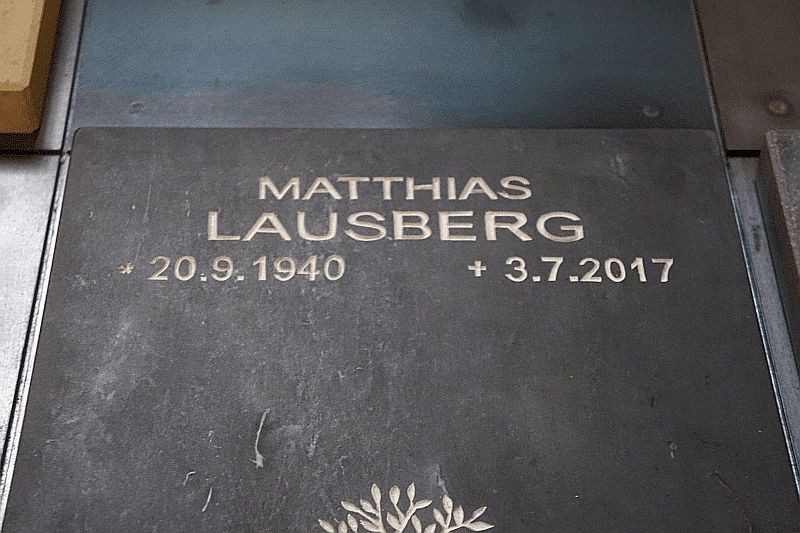 MATTHIAS
LAUSBERG
* 20.9.1940 + 3.7.2017